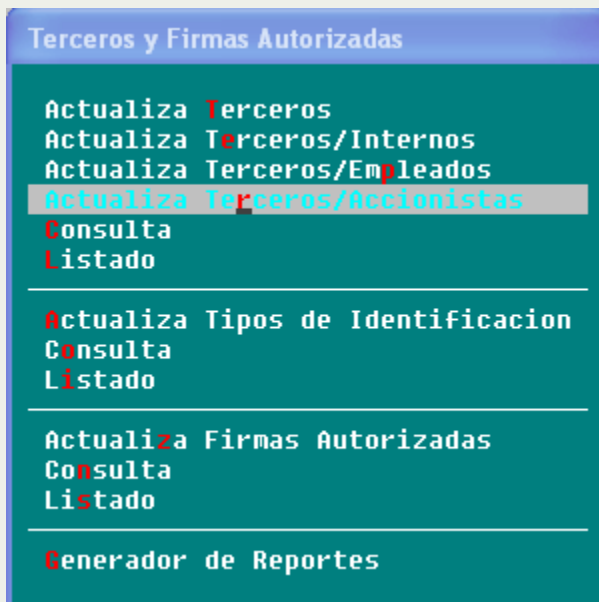 Terceros y Firmas Autorizadas
Actualiza Terceros
Actualiza Terceros/Internos
Actualiza Terceros/Empleados
Actualiza Terceros/Accionistas
Consulta
Listado
Actualiza Tipos de Identificacion
Consulta
Listado
Actualiza Firmas Autorizadas
Consulta
Listado
Generador de Reportes